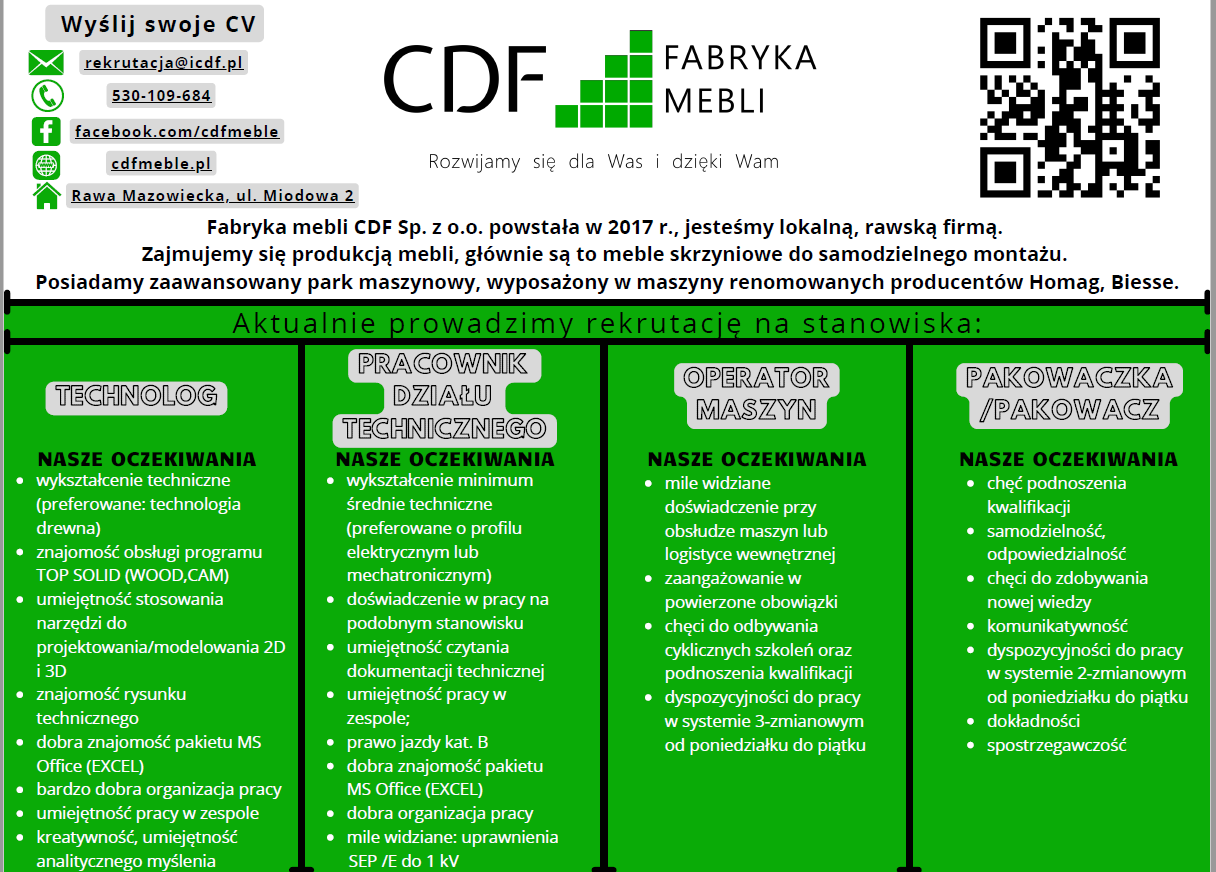 Wyślij swoje CV
rekrutacja@icdf.pl
530-109-684
facebook.com/cdfmeble
cdfmeble.pl
Rawa Mazowiecka, ul. Miodowa 2
CDF FABRYKA
MEBLI
Rozwijamy się dla Was i dzięki Wam
Fabryka mebli CDF Sp. z o.o. powstała w 2017 r., jesteśmy lokalną, rawską firmą.
Zajmujemy się produkcją mebli, głównie są to meble skrzyniowe do samodzielnego montażu.
Posiadamy zaawansowany park maszynowy, wyposażony w maszyny renomowanych producentów Homag, Biesse.
Aktualnie prowadzimy rekrutację na stanowiska:
TECHNOLOG
NASZE OCZEKIWANIA
• wykształcenie techniczne
(preferowane: technologia
drewna)
• znajomość obsługi programu
TOP SOLID (WOOD,CAM)
• umiejętność stosowania
narzędzi do
projektowania/modelowania 2D
i 3D
• znajomość rysunku
technicznego
• dobra znajomość pakietu MS
Office (EXCEL)
• bardzo dobra organizacja pracy
• umiejętność pracy w zespole
• kreatywność, umiejętność
analitycznego myślenia
PRACOWNIK
DZIAŁU
TECHNICZNEGO
NASZE OCZEKIWANIA
• wykształcenie minimum
średnie techniczne
(preferowane o profilu
elektrycznym lub
mechatronicznym)
• doświadczenie w pracy na
podobnym stanowisku
• umiejętność czytania
dokumentacji technicznej
• umiejętność pracy w
zespole;
• prawo jazdy kat. B
• dobra znajomość pakietu
MS Office (EXCEL)
• dobra organizacja pracy
• mile widziane: uprawnienia
SEP /E do 1 kV
OPERATOR
MASZYN
NASZE OCZEKIWANIA
• mile widziane
doświadczenie przy
obsłudze maszyn lub
logistyce wewnętrznej
• zaangażowanie w
powierzone obowiązki
• chęci do odbywania
cyklicznych szkoleń oraz
podnoszenia kwalifikacji
• dyspozycyjności do pracy
w systemie 3-zmianowym
od poniedziałku do piątku
PAKOWACZKA
/PAKOWACZ
NASZE OCZEKIWANIA
• chęć podnoszenia
kwalifikacji
• samodzielność,
odpowiedzialność
• chęci do zdobywania
nowej wiedzy
• komunikatywność
• dyspozycyjności do pracy
w systemie 2-zmianowym
od poniedziałku do piątku
• dokładności
• spostrzegawczość